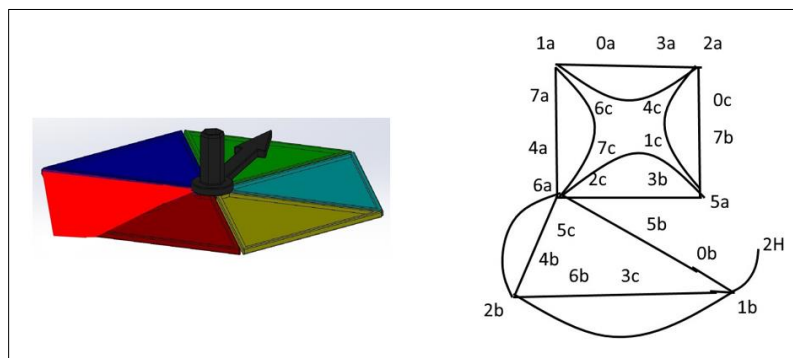 1a 0a 3a 2a
7a 6c 4c 0c
7b
4a 7c 1c
6a 2c 3b 5a
5c 5b
4b 0b 2H
6b 3c
2b 1b